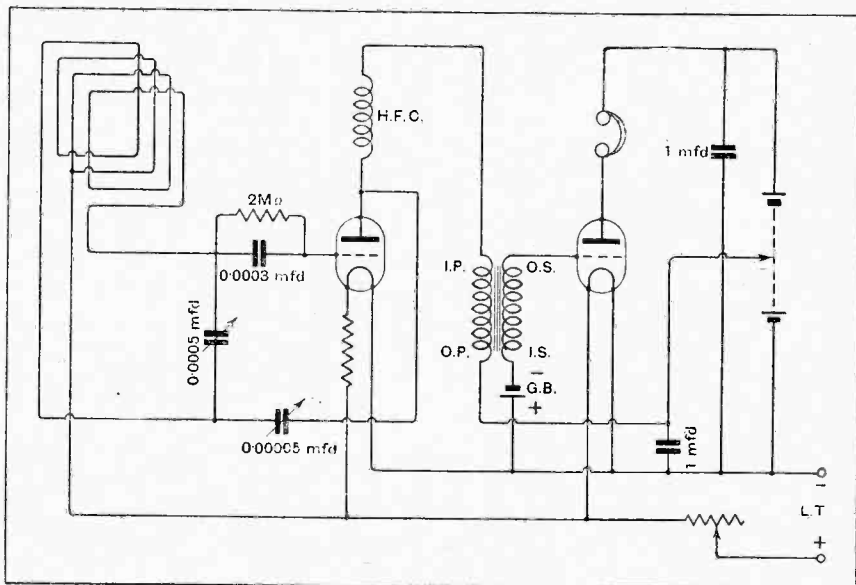 H.F.C.
2MΩ
0·0003 mfd
0·0005 mfd
0·00005 mfd
I.P.
O.S.
O.P.
I.S.
−
G.B.
+
1 mfd
1 mfd
−
L.T
+